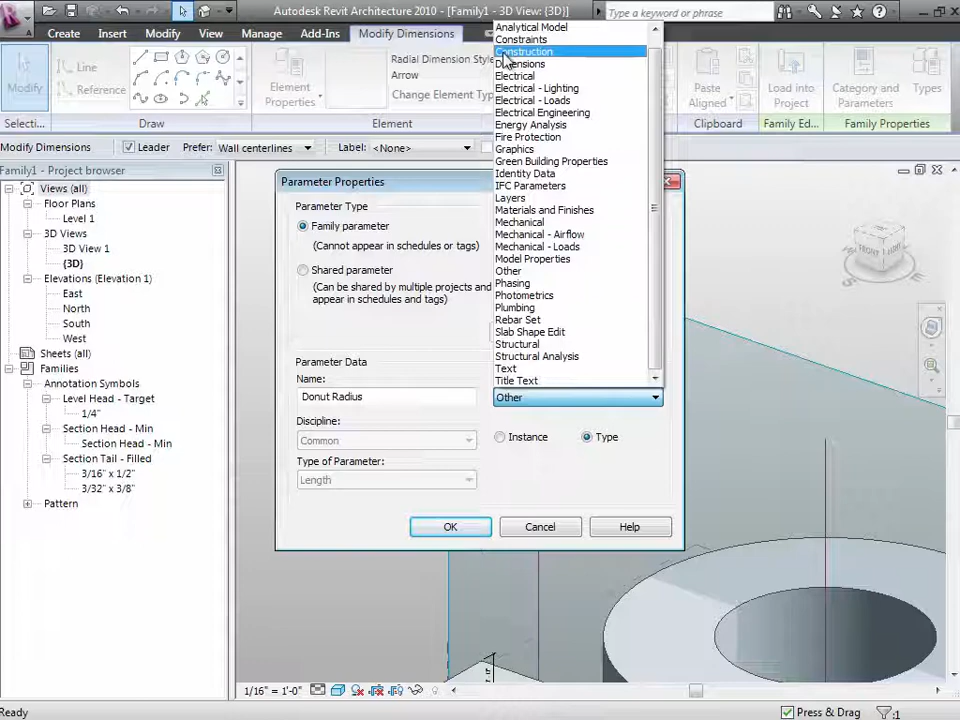 Autodesk Revit Architecture 2010 - [Family1 - 3D View: {3D}]
Type a keyword or phrase
Create
Insert
View
Manage
Add-Ins
Modify
Modify Dimensions
Modify
Line
Reference
Element Properties
Radial Dimension Style
Arrow
Change Element Typ
Paste Aligned
Load into Project
Category and Parameters
Types
Selecti...
Draw
Element
Clipboard
Family Ed...
Family Properties
Modify Dimensions
Leader
Prefer:
Wall centerlines
Label:
<None>
Family1 - Project browser
Views (all)
Floor Plans
Level 1
3D Views
3D View 1
{3D}
Elevations (Elevation 1)
East
North
South
West
Sheets (all)
Families
Annotation Symbols
Level Head - Target
1/4"
Section Head - Min
Section Head - Min
Section Tail - Filled
3/16" x 1/2"
3/32" x 3/8"
Pattern
Parameter Properties
Parameter Type
Family parameter
(Cannot appear in schedules or tags)
Shared parameter
(Can be shared by multiple projects an
appear in schedules and tags)
Parameter Data
Name:
Donut Radius
Discipline:
Common
Type of Parameter:
Length
Analytical Model
Constraints
Construction
Dimensions
Electrical
Electrical - Lighting
Electrical - Loads
Electrical Engineering
Energy Analysis
Fire Protection
Graphics
Green Building Properties
Identity Data
IFC Parameters
Layers
Materials and Finishes
Mechanical
Mechanical - Airflow
Mechanical - Loads
Model Properties
Other
Phasing
Photometrics
Plumbing
Rebar Set
Slab Shape Edit
Structural
Structural Analysis
Text
Title Text
Other
Instance
Type
OK
Cancel
Help
1/16" = 1'-0"
Ready
Press & Drag
:1